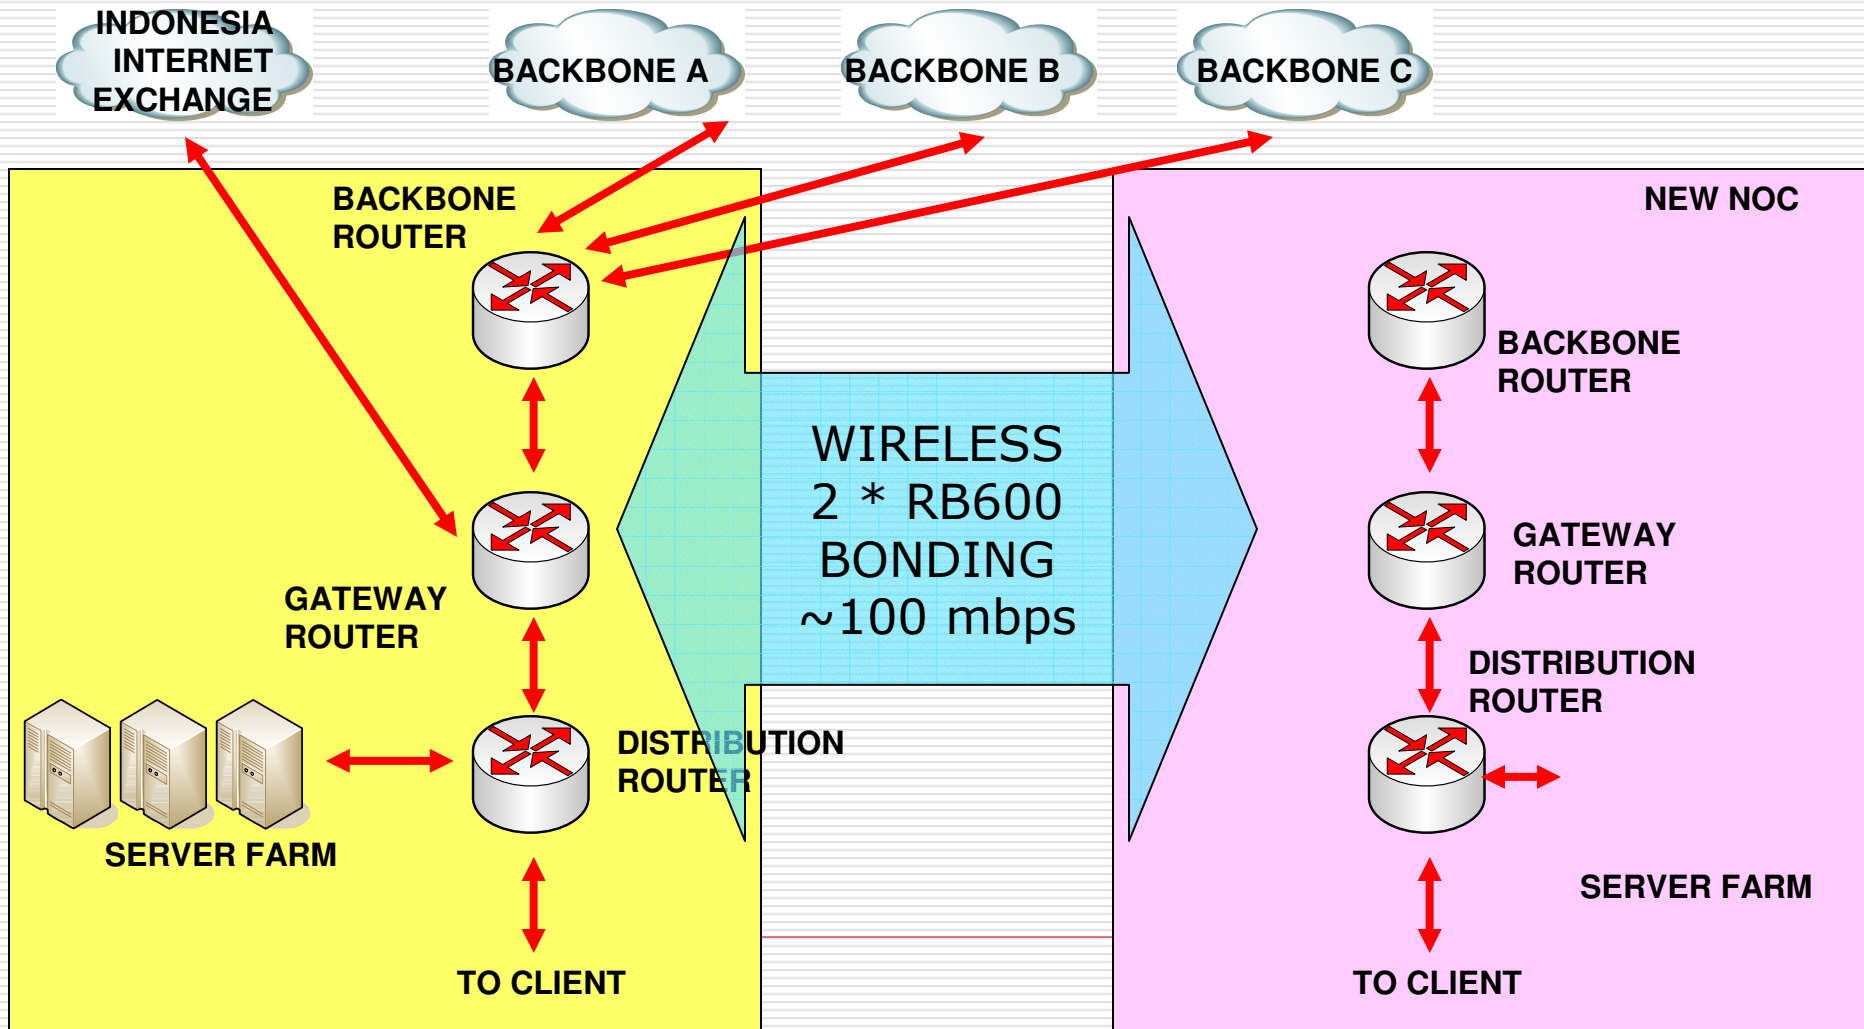 INDONESIA
INTERNET
EXCHANGE
BACKBONE A
BACKBONE B
BACKBONE C
BACKBONE
ROUTER
NEW NOC
BACKBONE
ROUTER
WIRELESS
2 * RB600
BONDING
~100 mbps
GATEWAY
ROUTER
GATEWAY
ROUTER
DISTRIBUTION
ROUTER
DISTRIBUTION
ROUTER
SERVER FARM
SERVER FARM
TO CLIENT
TO CLIENT